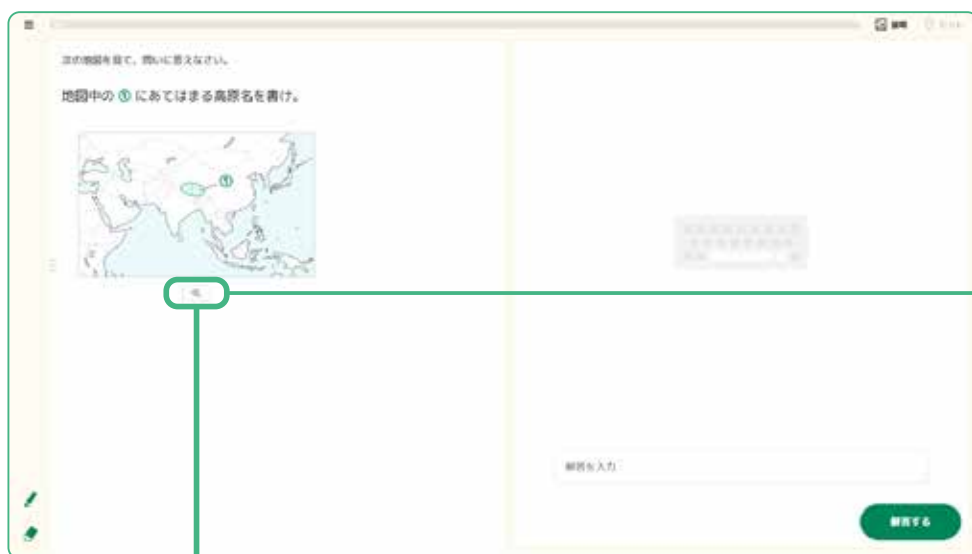 説明
次の地図を見て、問いに答えなさい。
地図中の ① にあてはまる高原名を書け。
①
解答を入力
解答する